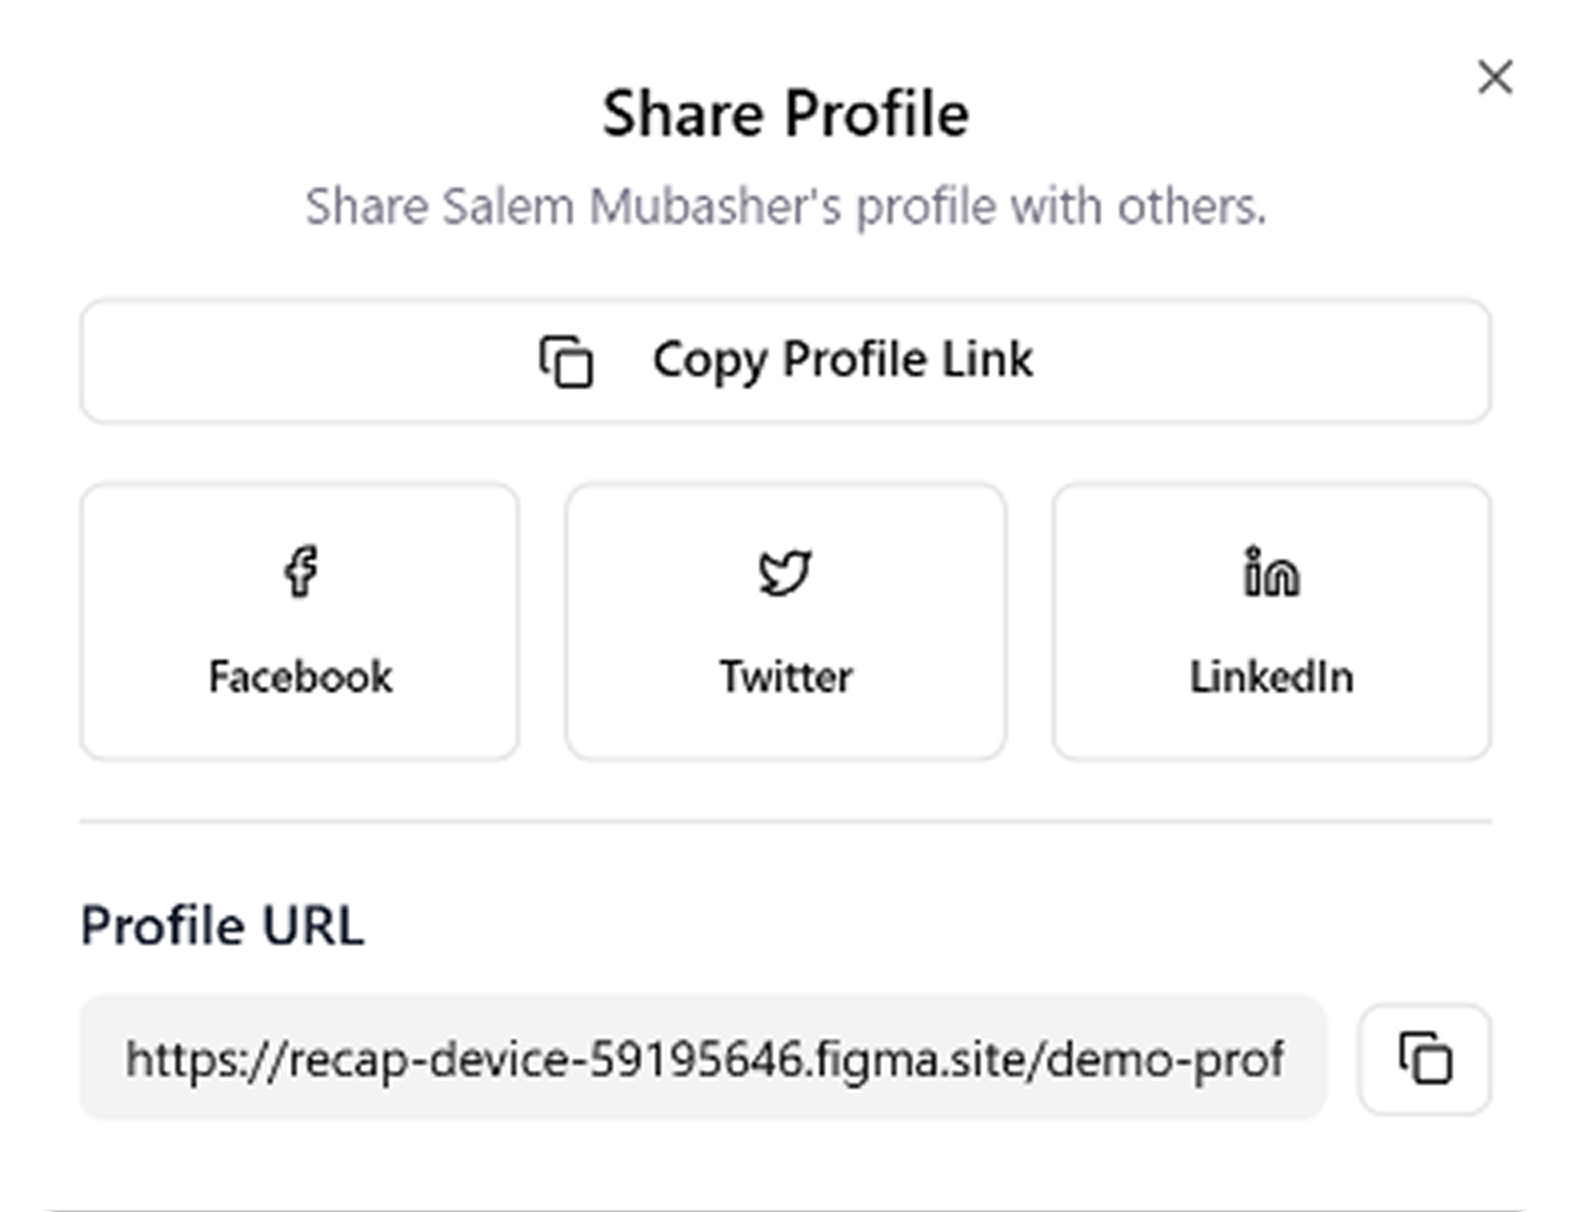 Share Profile
Share Salem Mubasher's profile with others.
Copy Profile Link
Facebook
Twitter
LinkedIn
Profile URL
https://recap-device-59195646.figma.site/demo-prof